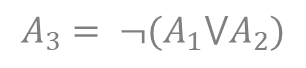 A₃ = ¬(A₁⋁A₂)